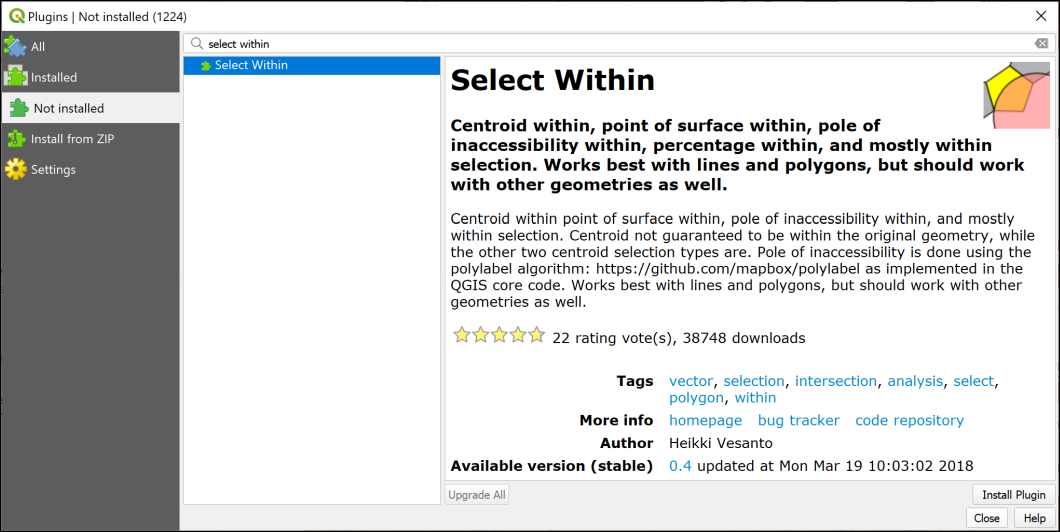 Plugins | Not installed (1224)
All
Installed
Not installed
Install from ZIP
Settings
select within
Select Within
Select Within
Centroid within, point of surface within, pole of
inaccessibility within, percentage within, and mostly within
selection. Works best with lines and polygons, but should work
with other geometries as well.
Centroid within point of surface within, pole of inaccessibility within, and mostly
within selection. Centroid not guaranteed to be within the original geometry, while
the other two centroid selection types are. Pole of inaccessibility is done using the
polylabel algorithm: https://github.com/mapbox/polylabel as implemented in the
QGIS core code. Works best with lines and polygons, but should work with other
geometries as well.
22 rating vote(s), 38748 downloads
Tags vector, selection, intersection, analysis, select,
polygon, within
More info homepage bug tracker code repository
Author Heikki Vesanto
Available version (stable) 0.4 updated at Mon Mar 19 10:03:02 2018
Upgrade All Install Plugin
Close Help